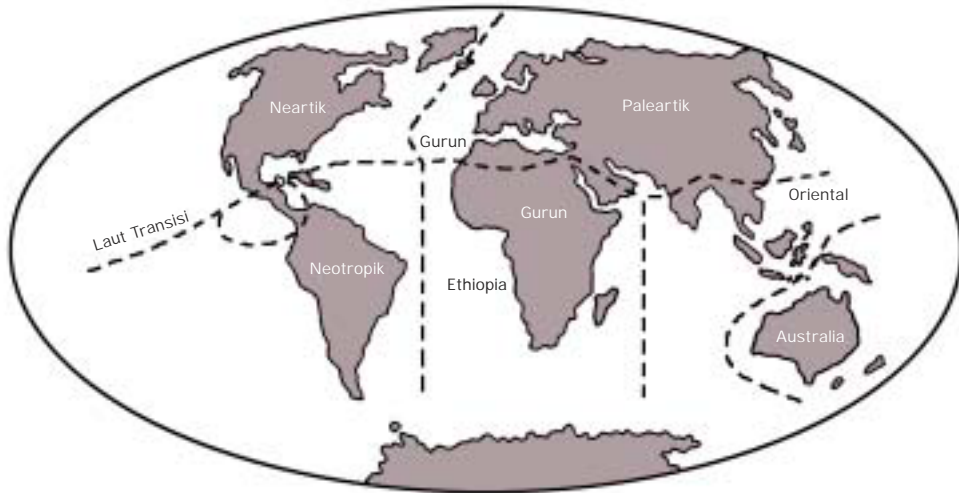 Neartik
Paleartik
Gurun
Oriental
Gurun
Laut Transisi
Neotropik
Ethiopia
Australia